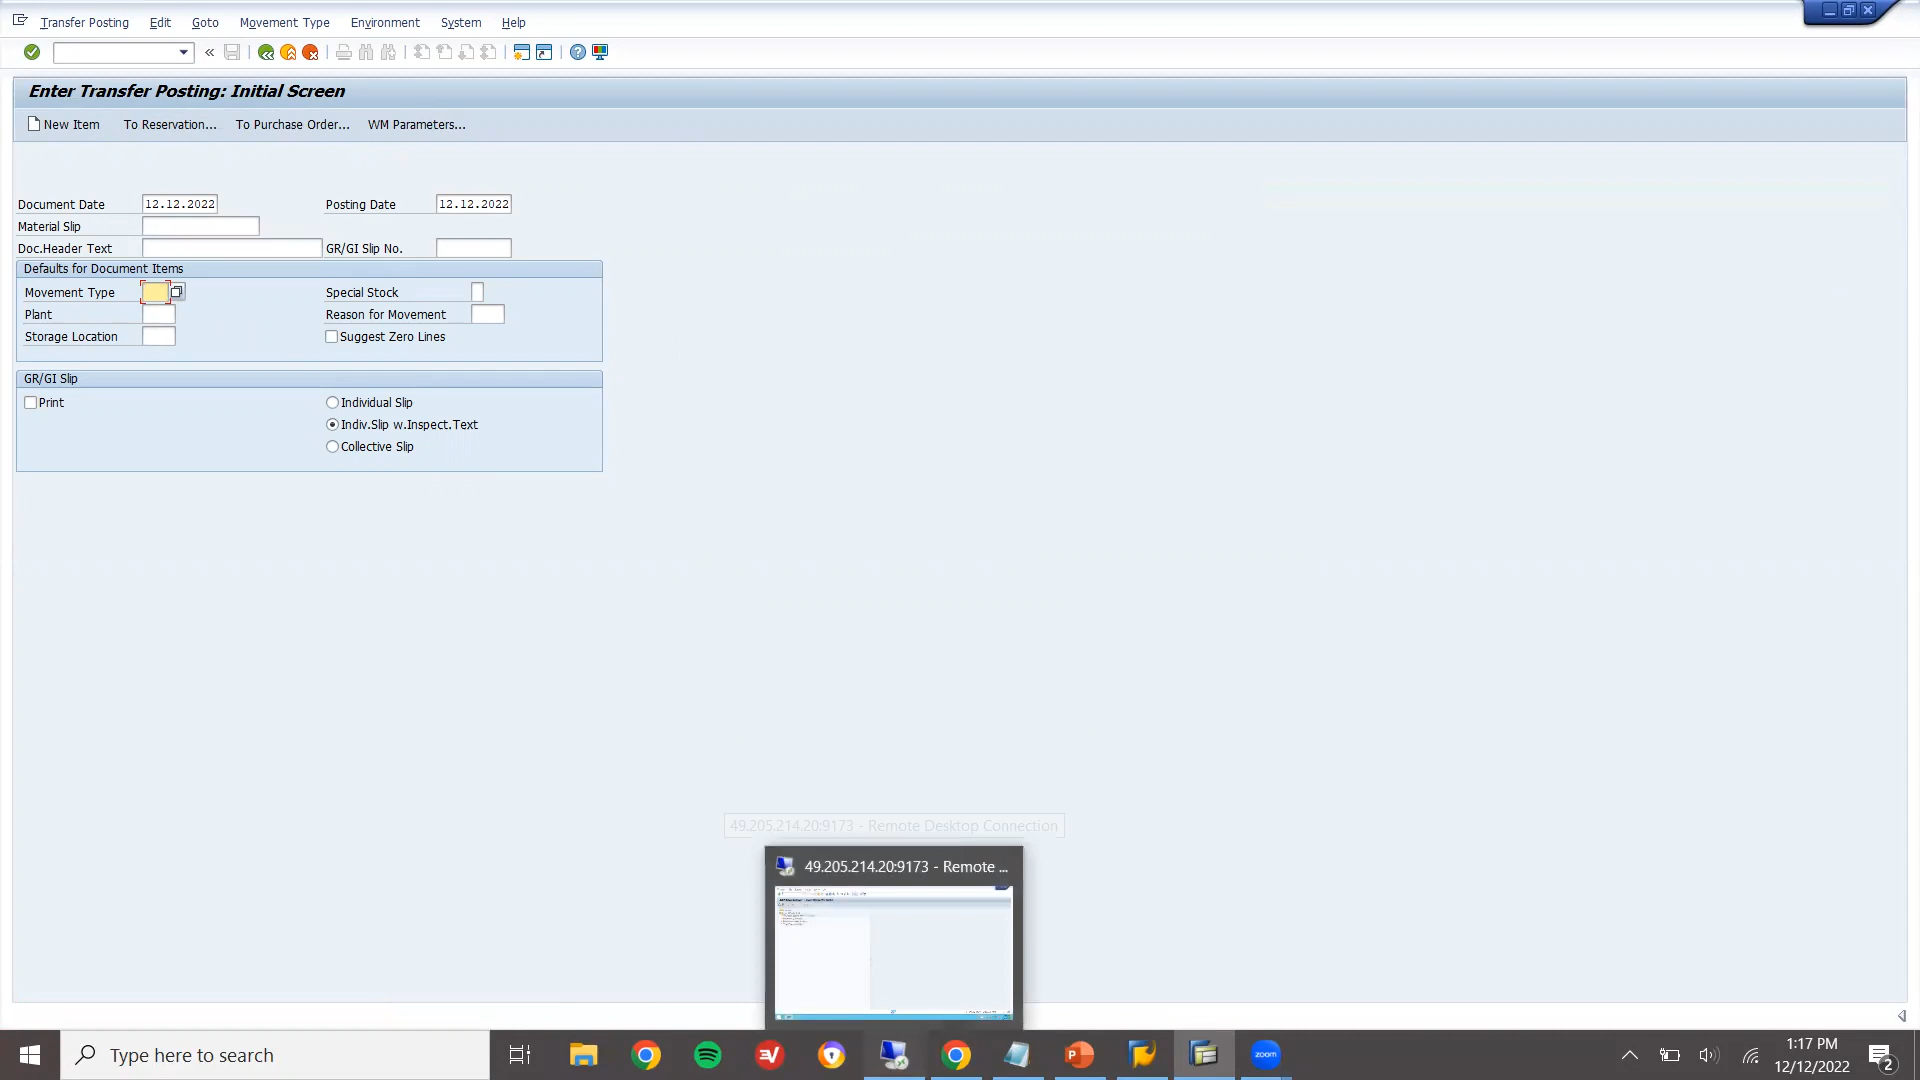 Transfer Posting Edit Goto Movement Type Environment System Help
Enter Transfer Posting: Initial Screen
New Item To Reservation... To Purchase Order... WM Parameters...
Document Date 12.12.2022 Posting Date 12.12.2022
Material Slip
Doc.Header Text GR/GI Slip No.
Defaults for Document Items
Movement Type Special Stock
Plant Reason for Movement
Storage Location Suggest Zero Lines
GR/GI Slip
Print Individual Slip
Indiv.Slip w.Inspect.Text
Collective Slip
49.205.214.20:9173 - Remote Desktop Connection
49.205.214.20:9173 - Remote ...
Type here to search
zoom
1:17 PM
12/12/2022
2